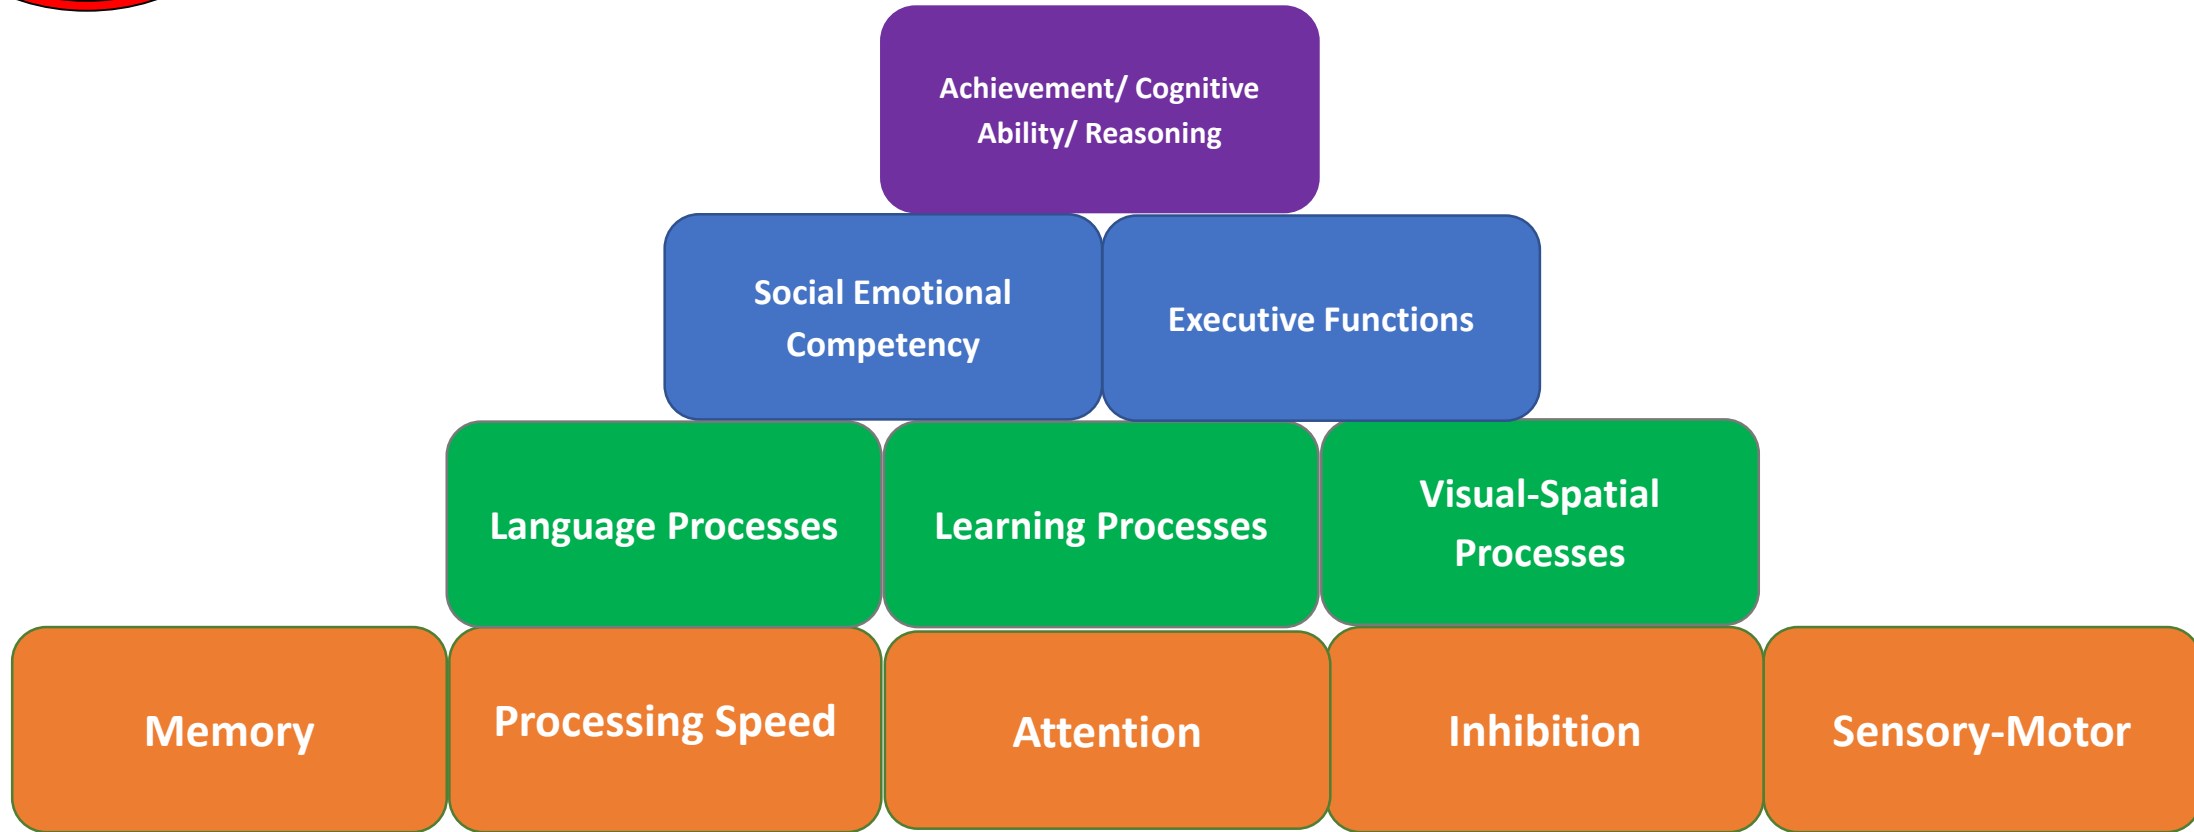 Achievement/ Cognitive
Ability/ Reasoning
Social Emotional
Competency
Executive Functions
Language Processes
Learning Processes
Visual-Spatial
Processes
Memory
Processing Speed
Attention
Inhibition
Sensory-Motor